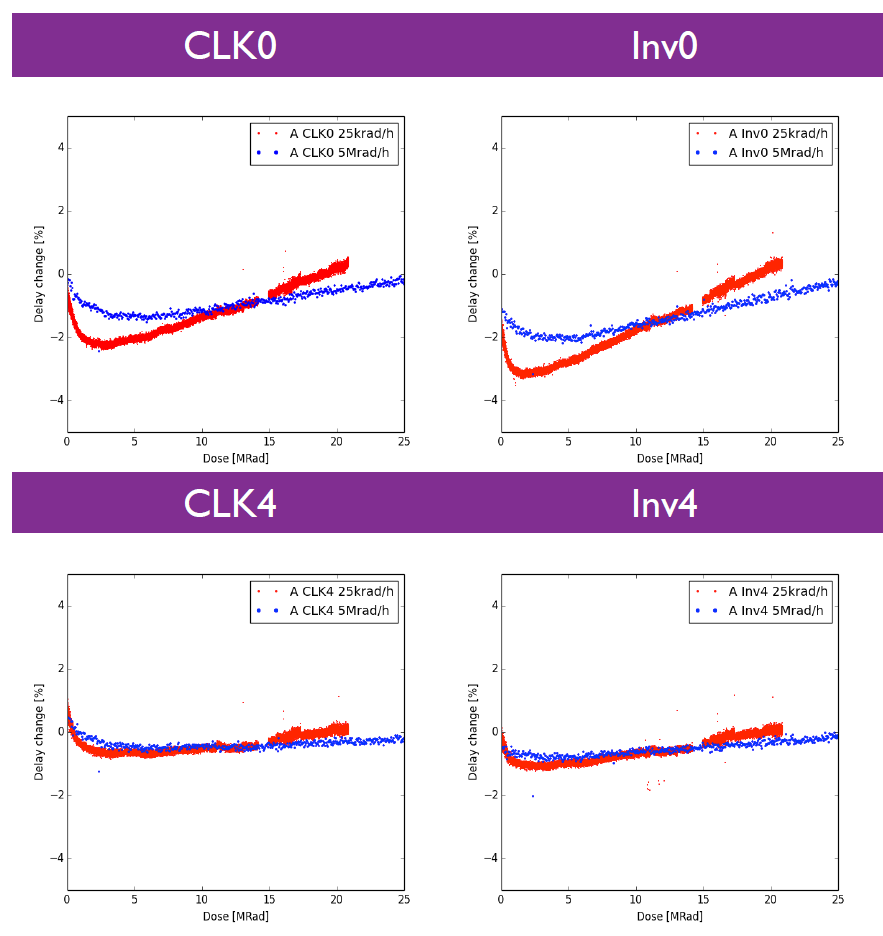 CLK0
Inv0
A CLK0 25krad/h
A CLK0 5Mrad/h
4
2
0
−2
−4
Delay change [%]
0 5 10 15 20 25
Dose [MRad]
A Inv0 25krad/h
A Inv0 5Mrad/h
4
2
0
−2
−4
Delay change [%]
0 5 10 15 20 25
Dose [MRad]
CLK4
Inv4
A CLK4 25krad/h
A CLK4 5Mrad/h
4
2
0
−2
−4
Delay change [%]
0 5 10 15 20 25
Dose [MRad]
A Inv4 25krad/h
A Inv4 5Mrad/h
4
2
0
−2
−4
Delay change [%]
0 5 10 15 20 25
Dose [MRad]